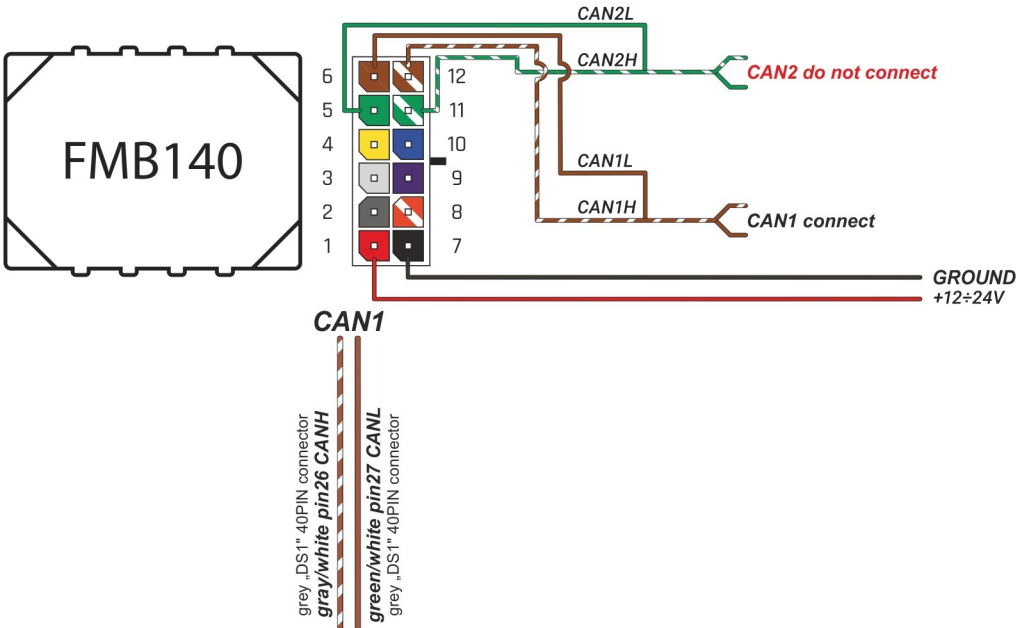 CAN2L
CAN2H
CAN2 do not connect
FMB140
6
12
5
11
4
10
3
9
2
8
1
7
CAN1L
CAN1H
CAN1 connect
GROUND
+12÷24V
CAN1
grey „DS1" 40PIN connector
gray/white pin26 CANH
green/white pin27 CANL
grey „DS1" 40PIN connector